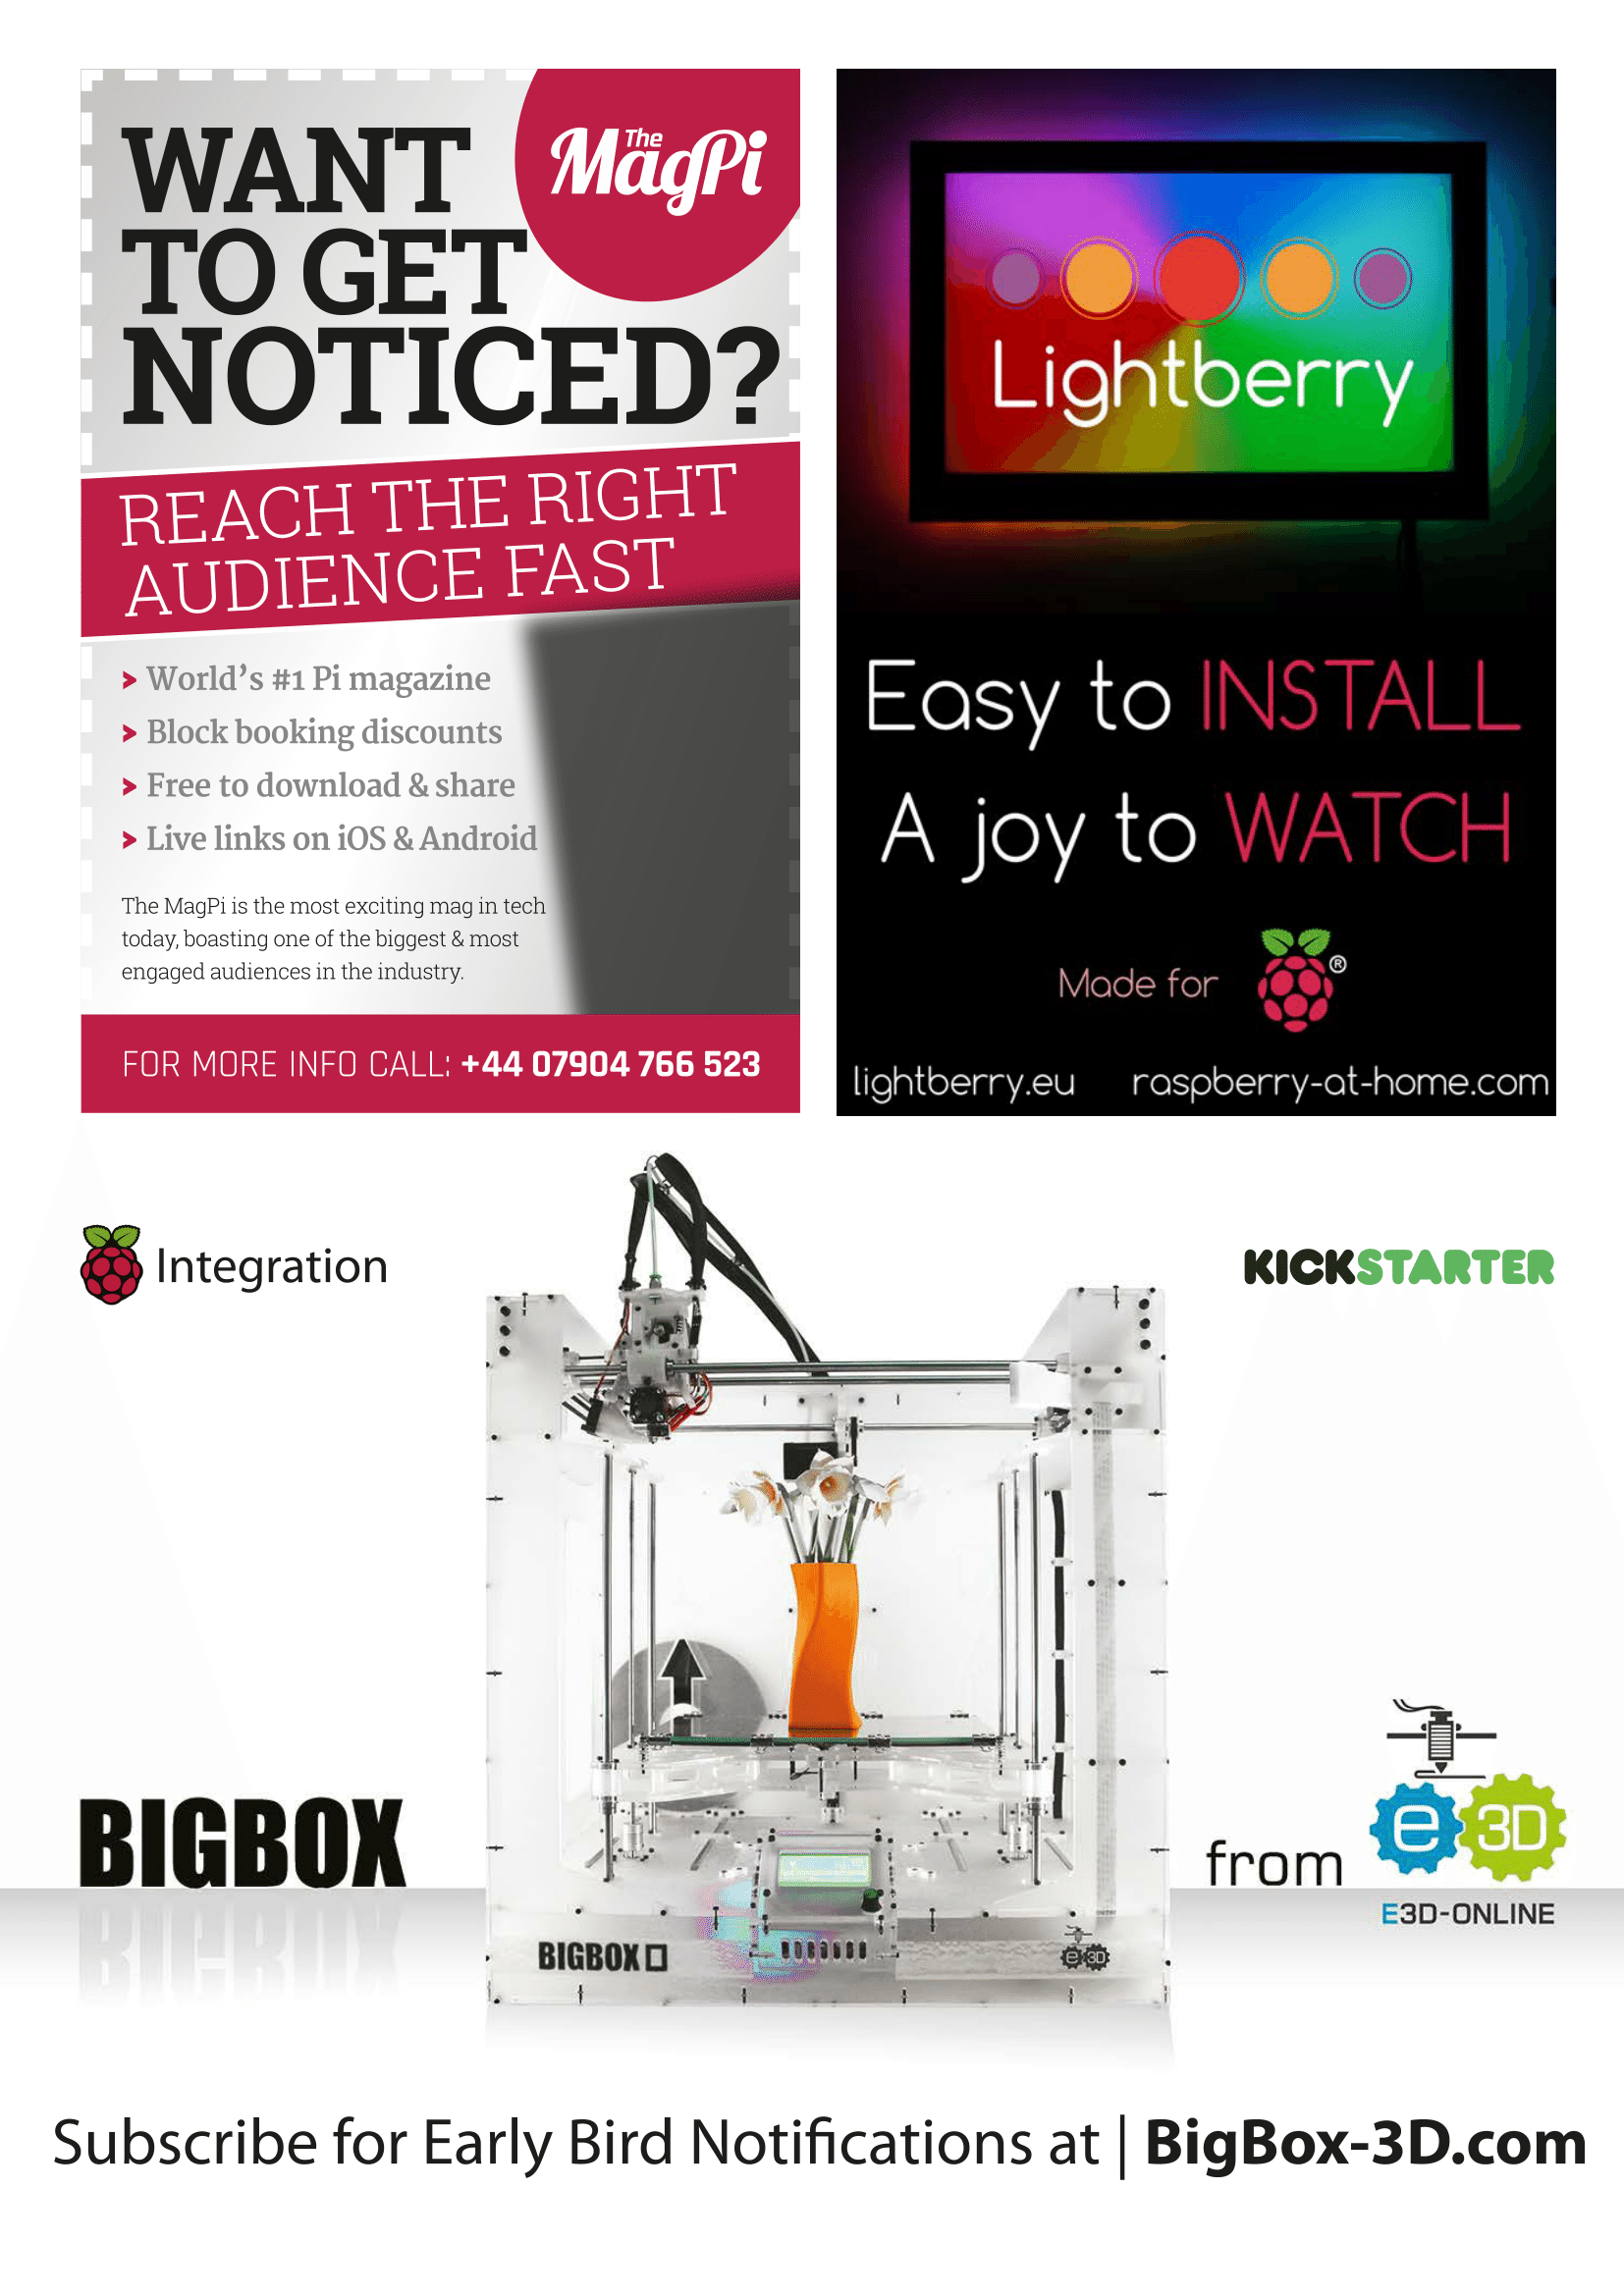 WANT
TO GET
NOTICED?
The
MagPi
REACH THE RIGHT
AUDIENCE FAST
> World's #1 Pi magazine
> Block booking discounts
> Free to download & share
> Live links on iOS & Android
The MagPi is the most exciting mag in tech
today, boasting one of the biggest & most
engaged audiences in the industry.
FOR MORE INFO CALL: +44 07904 766 523
Lightberry
Easy to INSTALL
A joy to WATCH
Made for ®
lightberry.eu raspberry-at-home.com
Integration
KICKSTARTER
BIGBOX
BIGBOX
e3D
from
e3D
E3D-ONLINE
Subscribe for Early Bird Notifications at | BigBox-3D.com